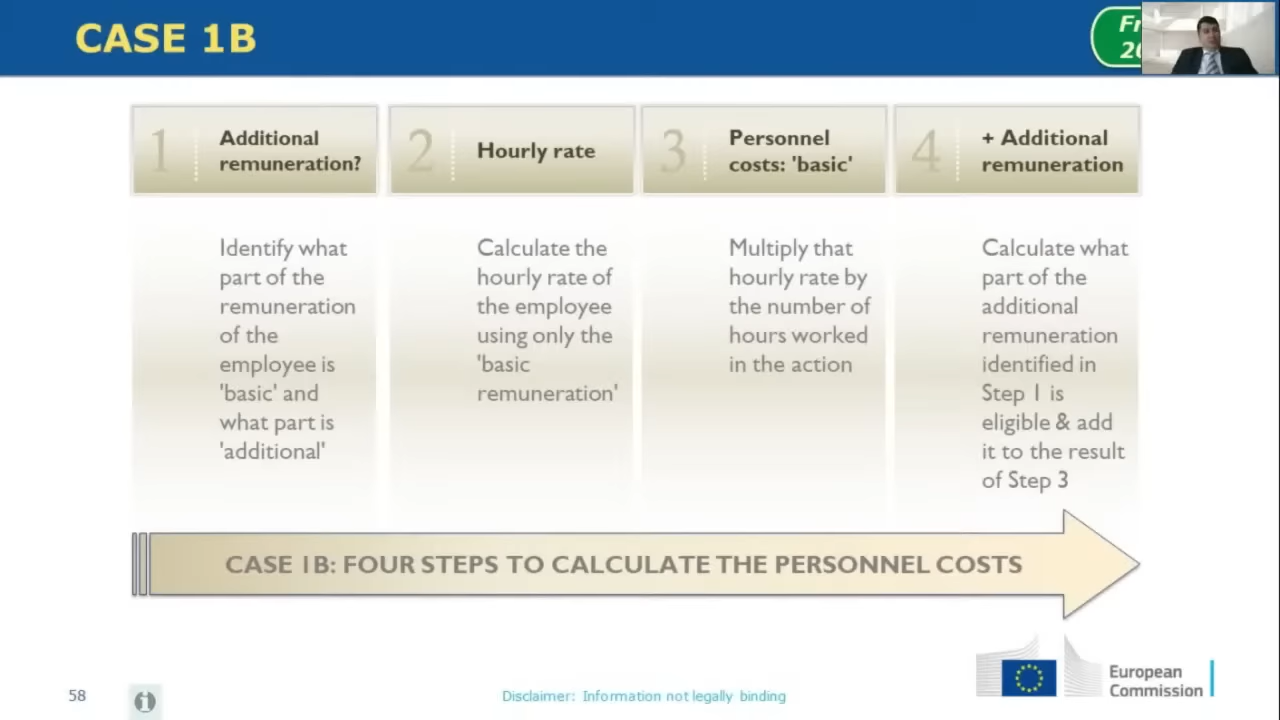 CASE 1B
Fr
20
1
Additional
remuneration?
2
Hourly rate
3
Personnel
costs: 'basic'
4
+ Additional
remuneration
Identify what
part of the
remuneration
of the
employee is
'basic' and
what part is
'additional'
Calculate the
hourly rate of
the employee
using only the
'basic
remuneration'
Multiply that
hourly rate by
the number of
hours worked
in the action
Calculate what
part of the
additional
remuneration
identified in
Step 1 is
eligible & add
it to the result
of Step 3
CASE 1B: FOUR STEPS TO CALCULATE THE PERSONNEL COSTS
58
Disclaimer: Information not legally binding
European
Commission